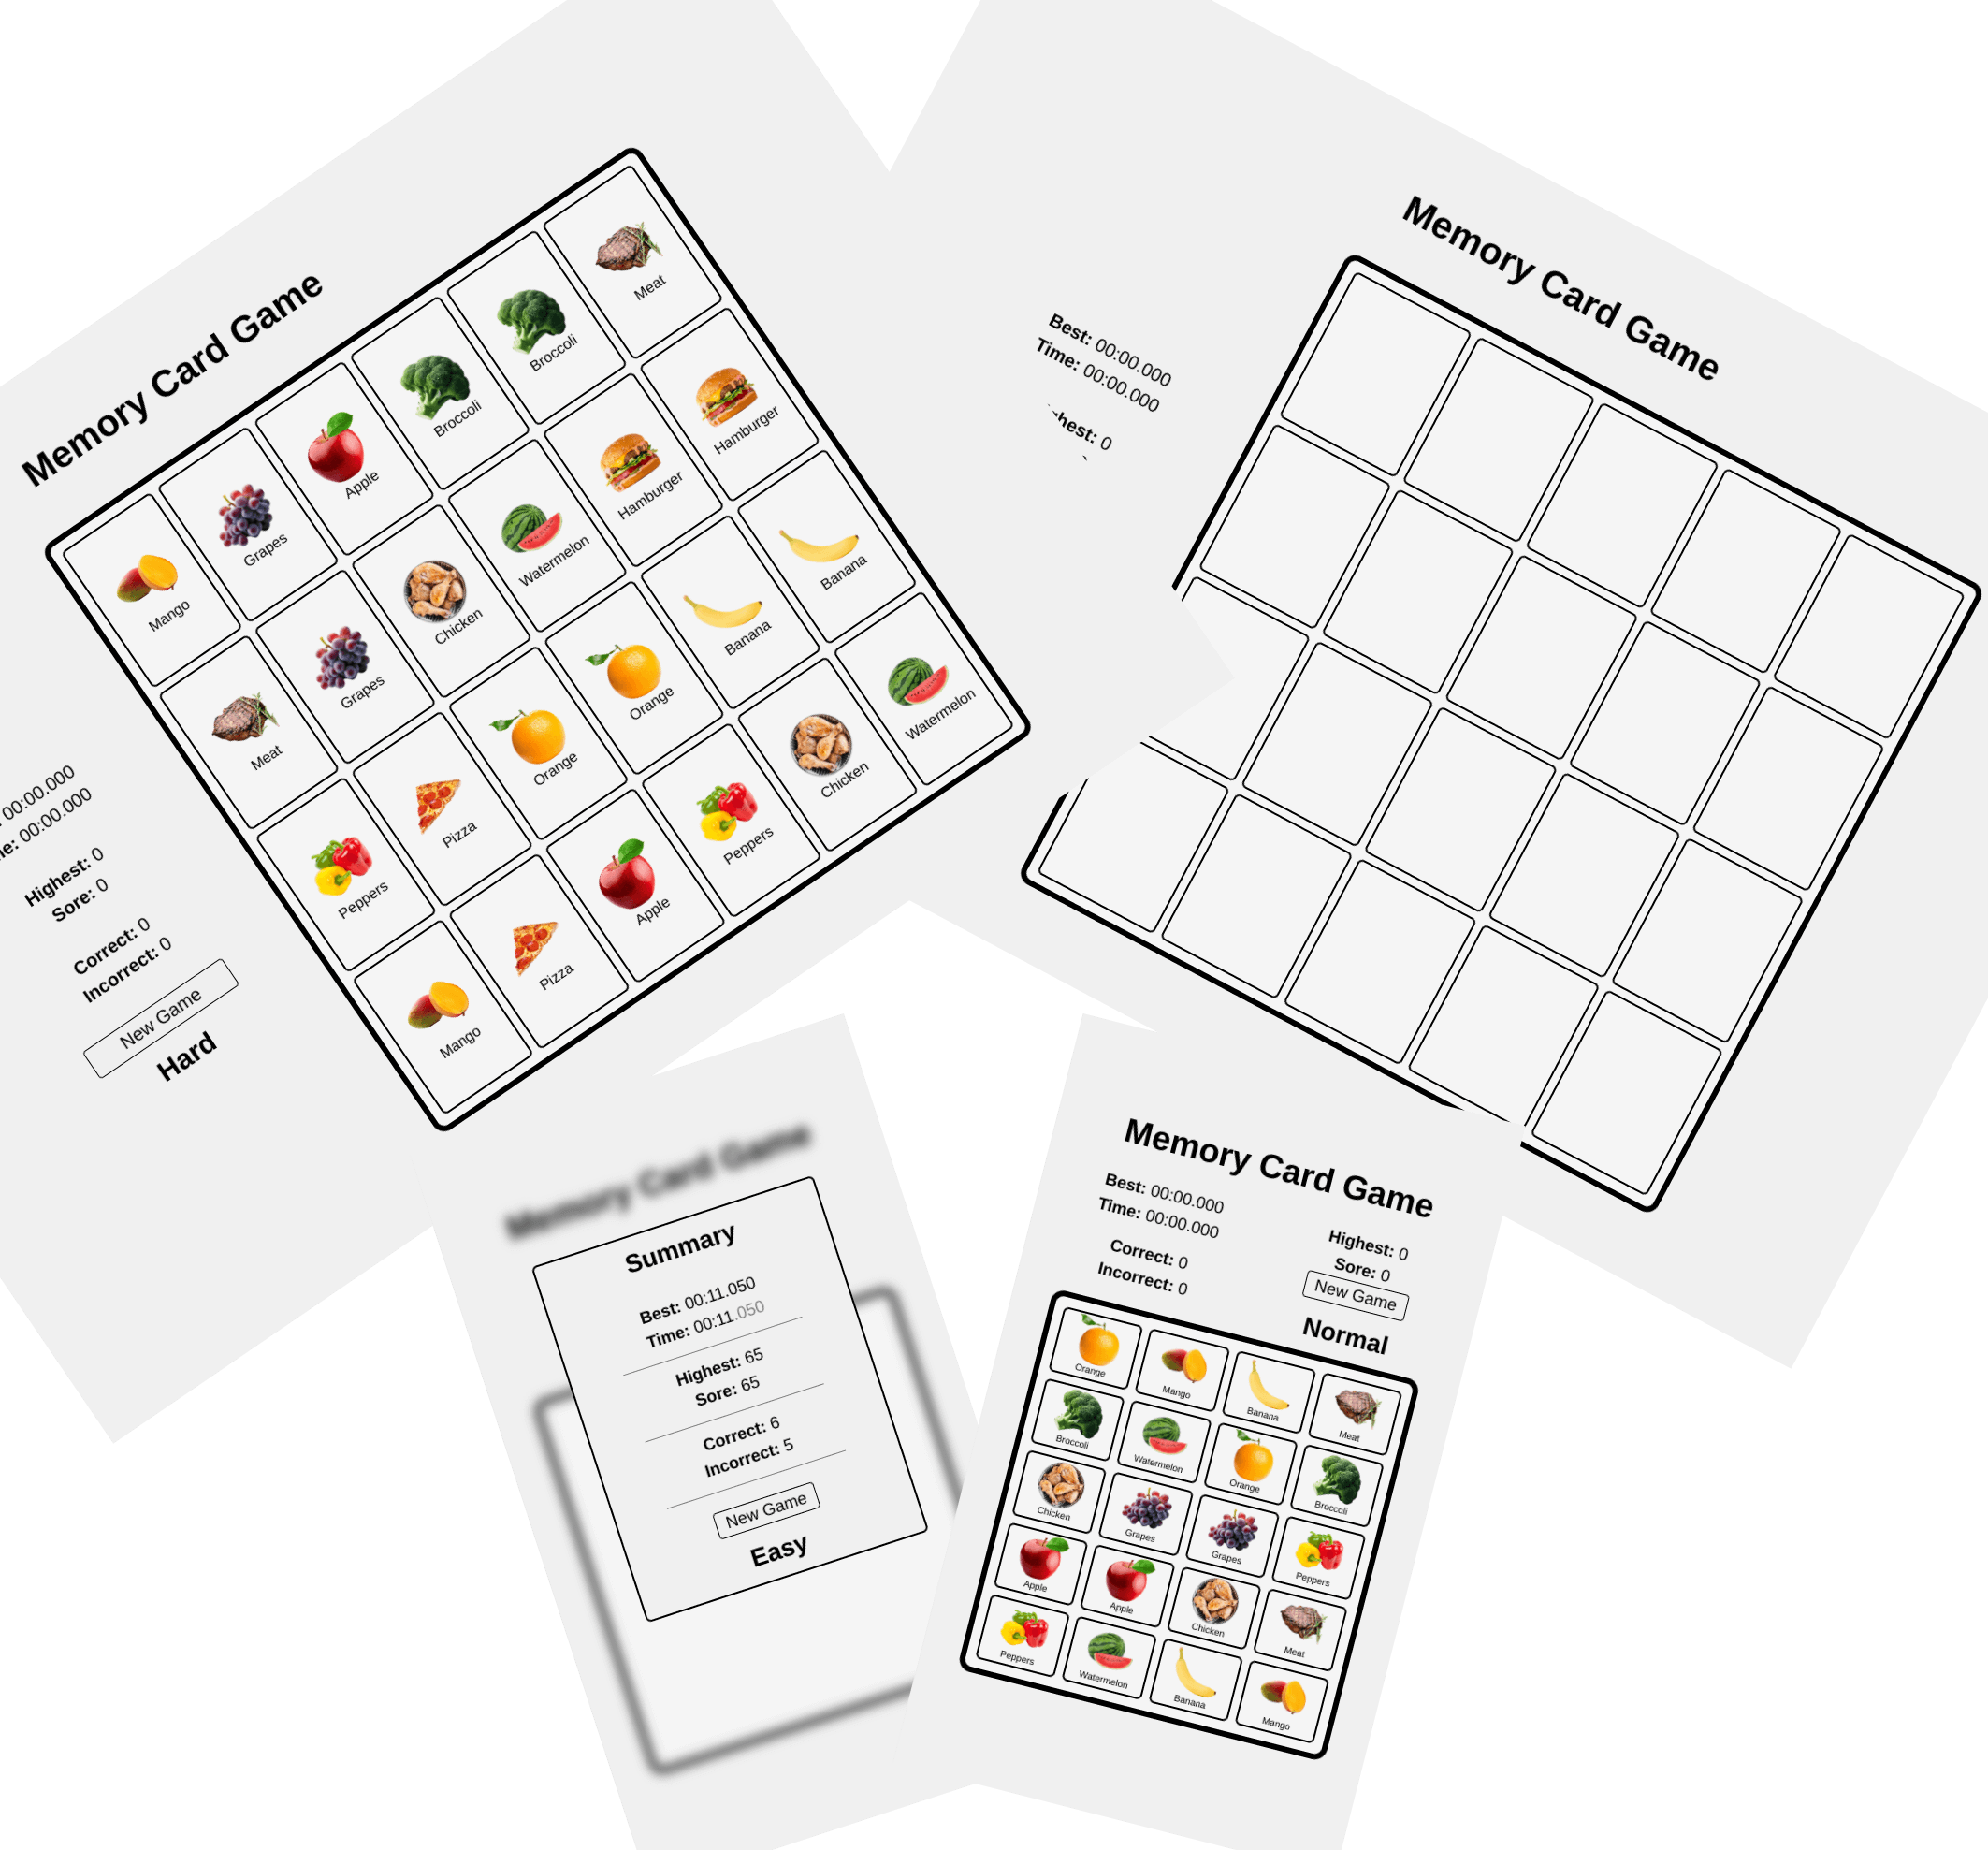 Memory Card Game
00:00.000
00:00.000
Highest: 0
Sore: 0
Correct: 0
Incorrect: 0
New Game
Hard
Mango Grapes Apple Broccoli Broccoli Meat
Meat Grapes Chicken Watermelon Hamburger Hamburger
Peppers Pizza Orange Orange Banana Banana
Mango Pizza Apple Peppers Chicken Watermelon
Memory Card Game
Best: 00:00.000
Time: 00:00.000
hest: 0
Memory Card Game
Summary
Best: 00:11.050
Time: 00:11.050
Highest: 65
Sore: 65
Correct: 6
Incorrect: 5
New Game
Easy
Memory Card Game
Best: 00:00.000
Time: 00:00.000
Correct: 0
Incorrect: 0
Highest: 0
Sore: 0
New Game
Normal
Orange Mango Banana Meat
Broccoli Watermelon Orange Broccoli
Chicken Grapes Grapes Peppers
Apple Apple Chicken Meat
Peppers Watermelon Banana Mango